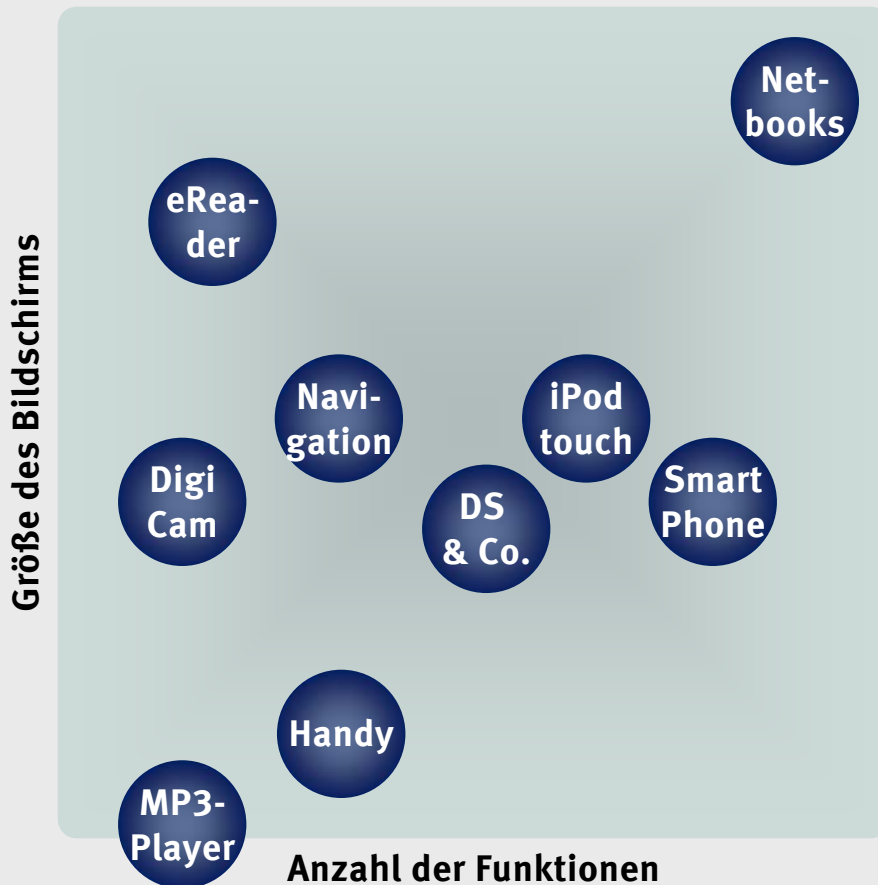 Größe des Bildschirms
Net-
books
eRea-
der
Navi-
gation
iPod
touch
Digi
Cam
DS
& Co.
Smart
Phone
Handy
MP3-
Player
Anzahl der Funktionen